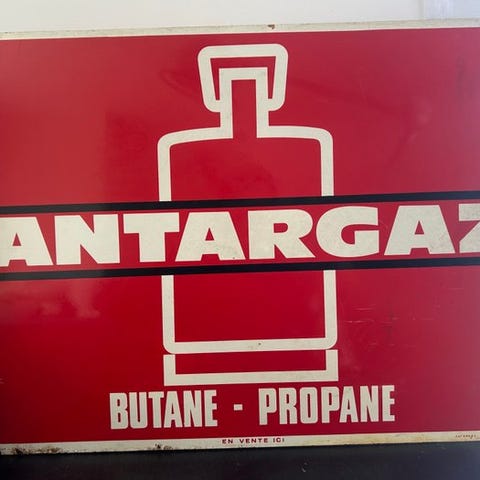 ANTARGAZ
BUTANE - PROPANE
EN VENTE ICI